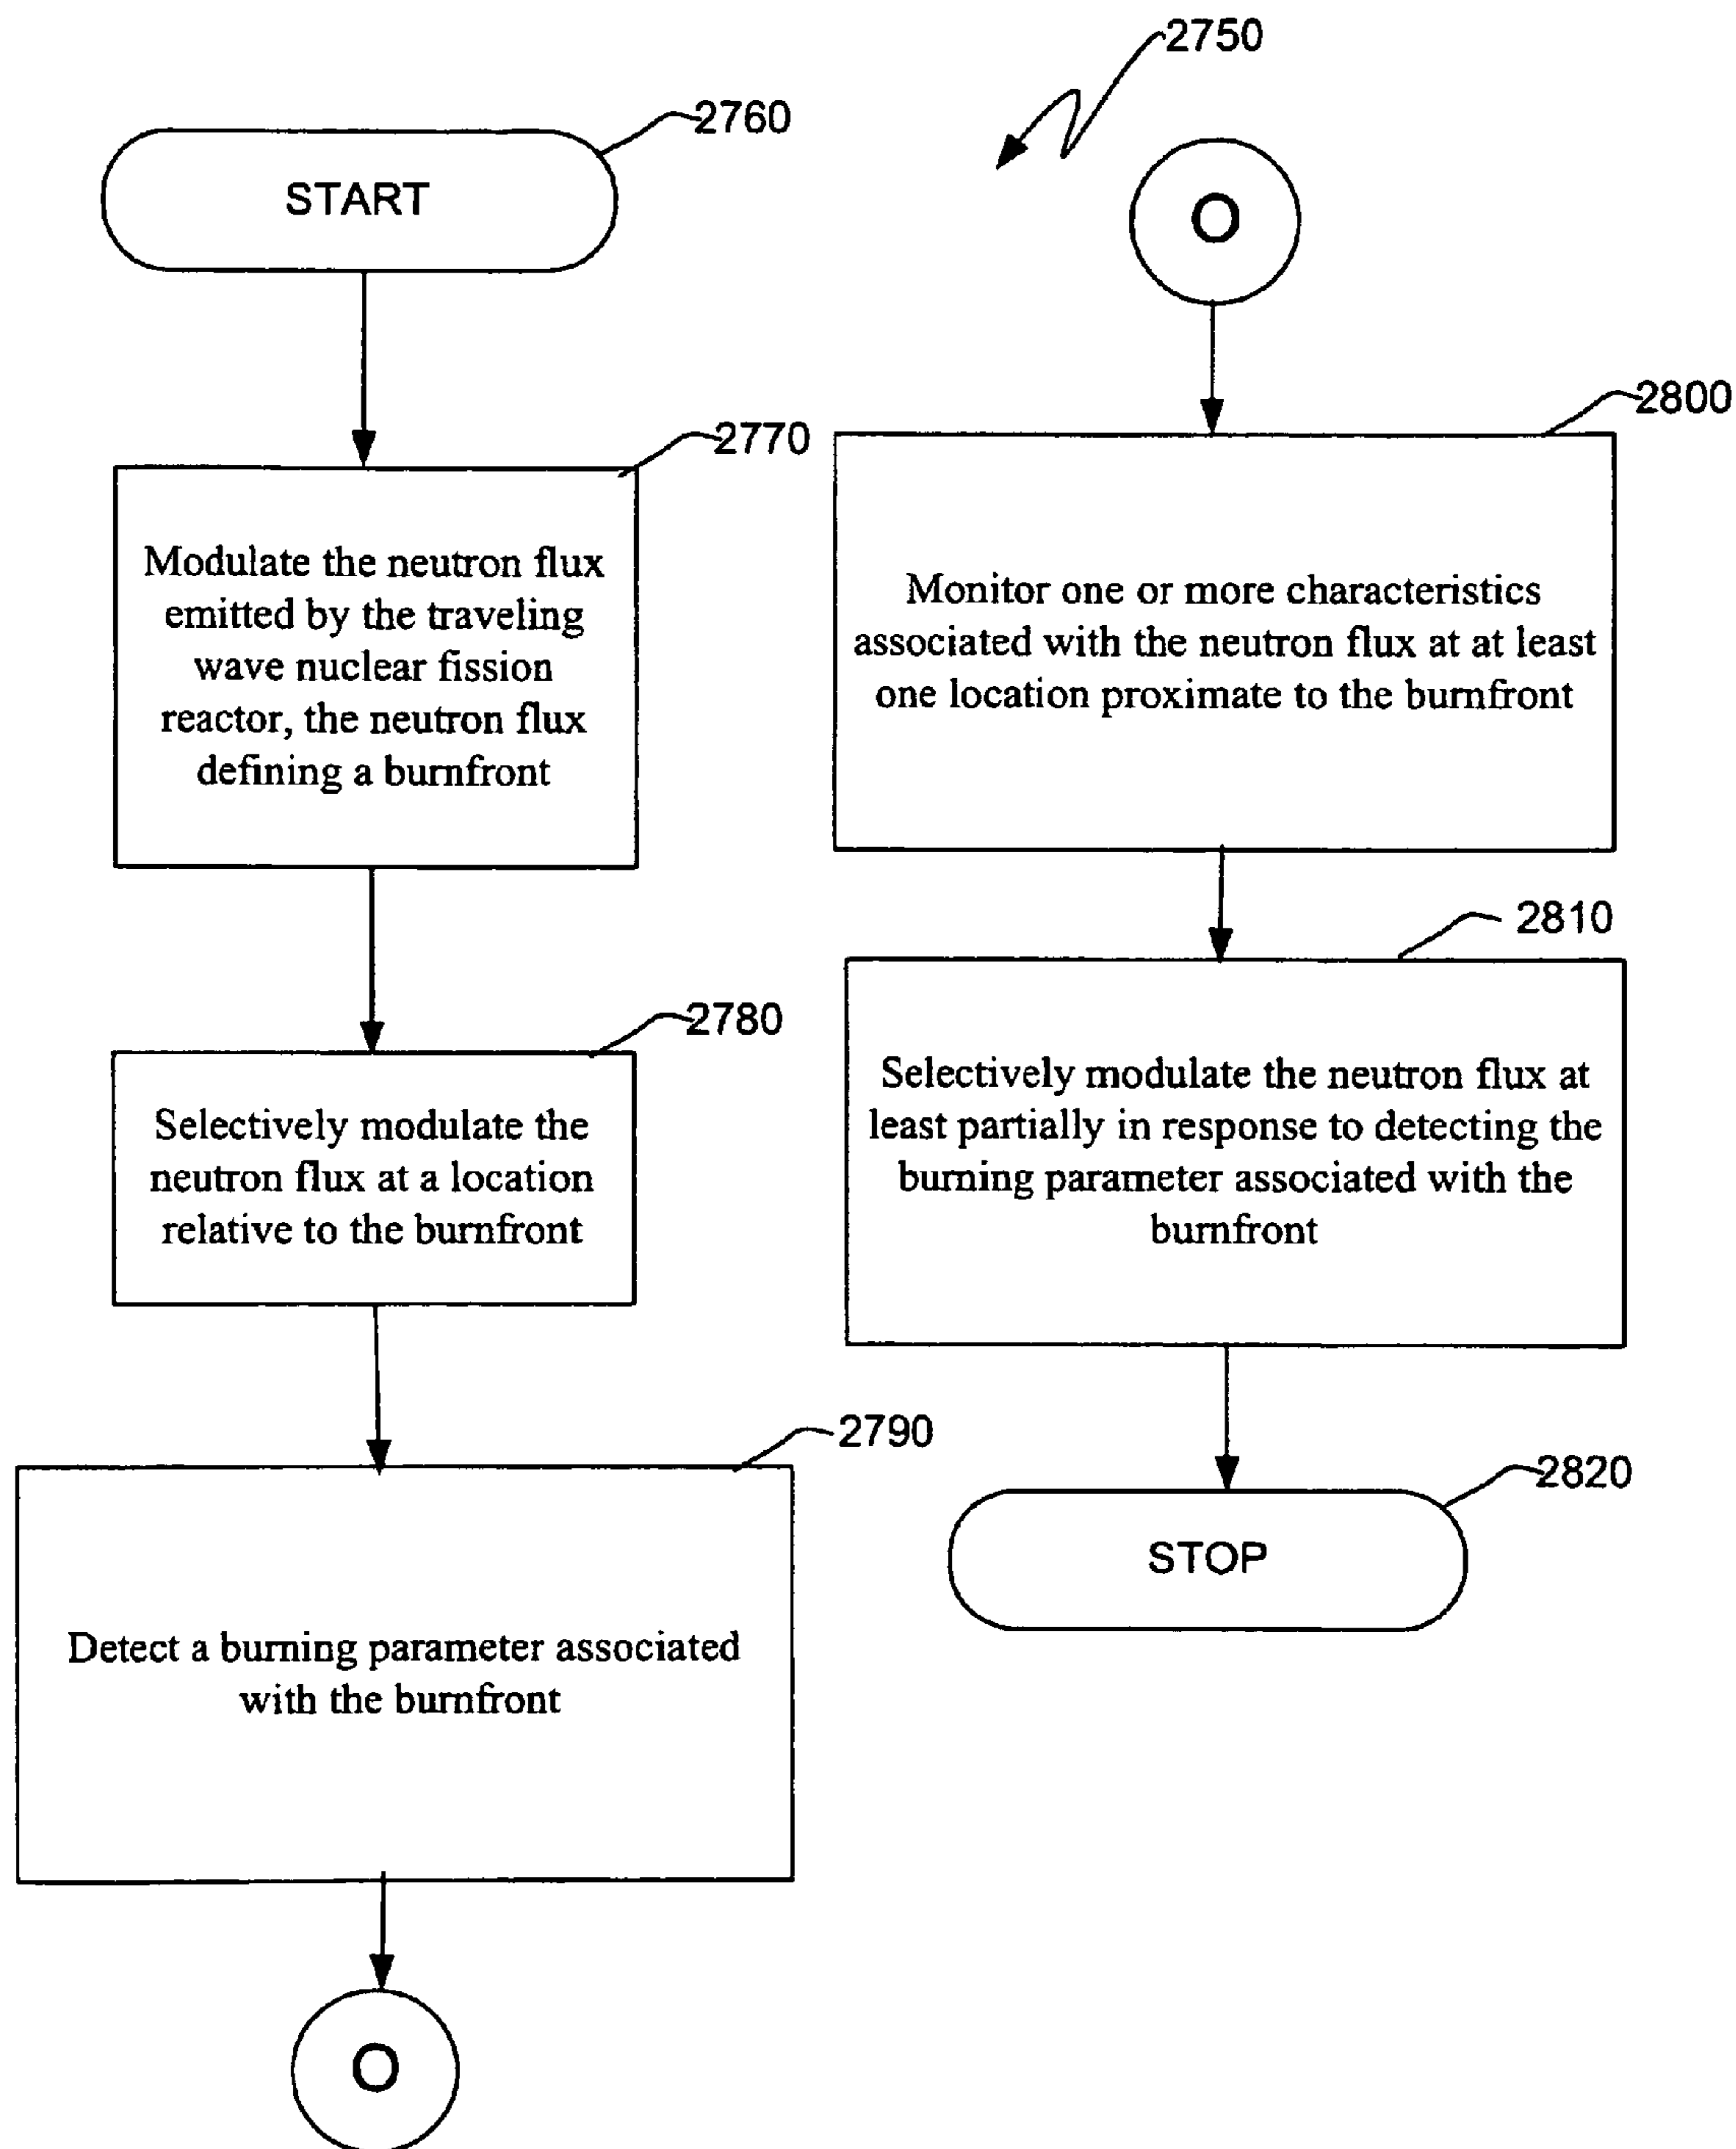 2750
2760
START
2770
Modulate the neutron flux
emitted by the traveling
wave nuclear fission
reactor, the neutron flux
defining a burnfront
2780
Selectively modulate the
neutron flux at a location
relative to the burnfront
2790
Detect a burning parameter associated
with the burnfront
O
O
2800
Monitor one or more characteristics
associated with the neutron flux at at least
one location proximate to the burnfront
2810
Selectively modulate the neutron flux at
least partially in response to detecting the
burning parameter associated with the
burnfront
2820
STOP